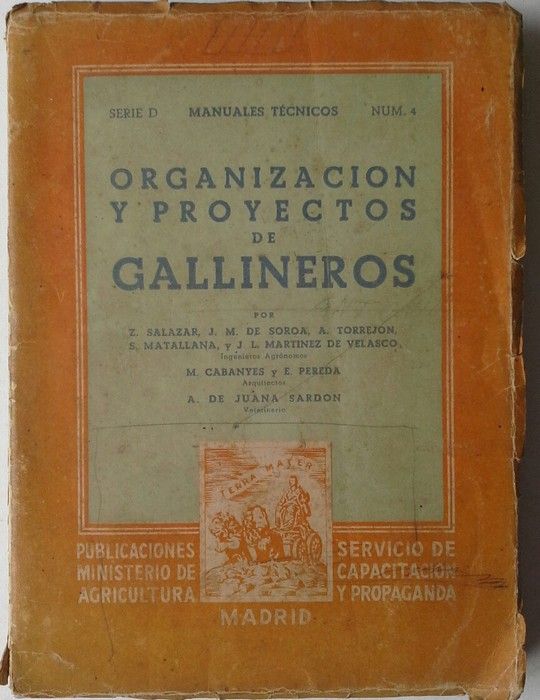 SERIE D MANUALES TÉCNICOS NUM. 4
ORGANIZACION
Y PROYECTOS
DE
GALLINEROS
POR
Z. SALAZAR, J. M. DE SOROA, A. TORREJÓN,
S. MATALLANA, y J. L. MARTINEZ DE VELASCO
Ingenieros Agrónomos
M. CABANYES y E. PEREDA
Arquitectos
A. DE JUANA SARDON
Veterinario
TERRA MATER
PUBLICACIONES SERVICIO DE
MINISTERIO DE CAPACITACION
AGRICULTURA Y PROPAGANDA
MADRID